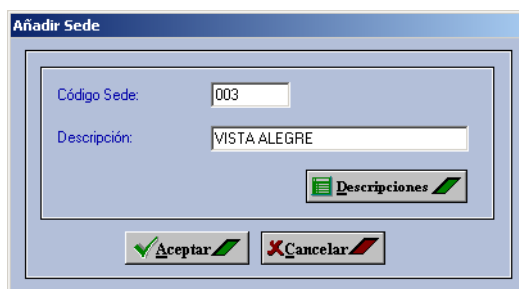 Añadir Sede
Código Sede: 003
Descripción: VISTA ALEGRE
Descripciones
Aceptar Cancelar